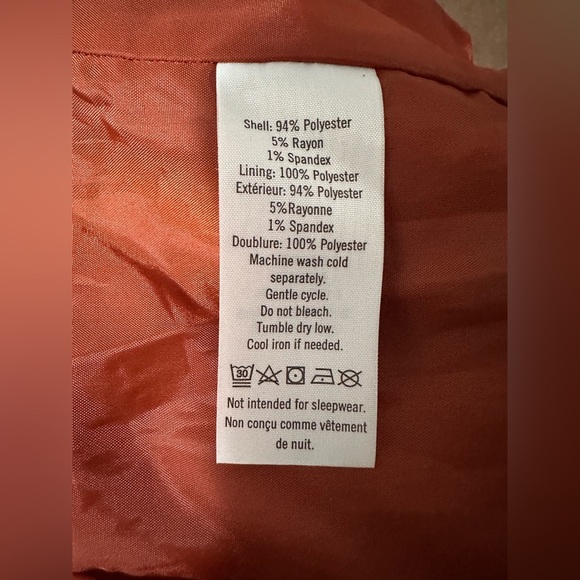 Shell: 94% Polyester
5% Rayon
1% Spandex
Lining: 100% Polyester
Extérieur: 94% Polyester
5%Rayonne
1% Spandex
Doublure: 100% Polyester
Machine wash cold
separately.
Gentle cycle.
Do not bleach.
Tumble dry low.
Cool iron if needed.
30
Not intended for sleepwear.
Non conçu comme vêtement
de nuit.